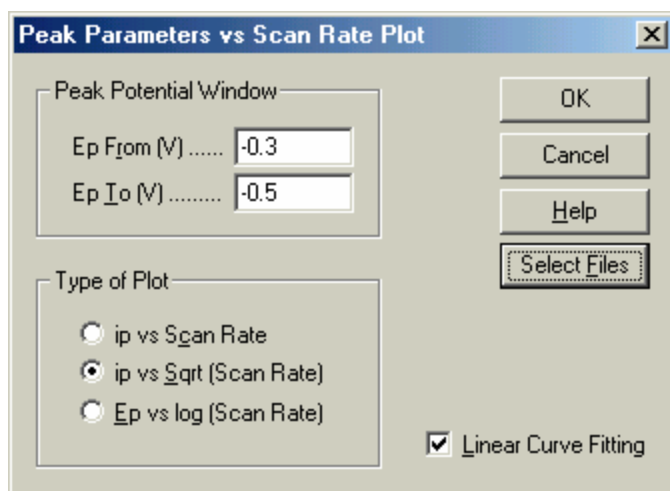 Peak Parameters vs Scan Rate Plot
Peak Potential Window
Ep From (V) ...... -0.3
Ep To (V) ......... -0.5
OK
Cancel
Help
Select Files
Type of Plot
ip vs Scan Rate
ip vs Sqrt (Scan Rate)
Ep vs log (Scan Rate)
Linear Curve Fitting